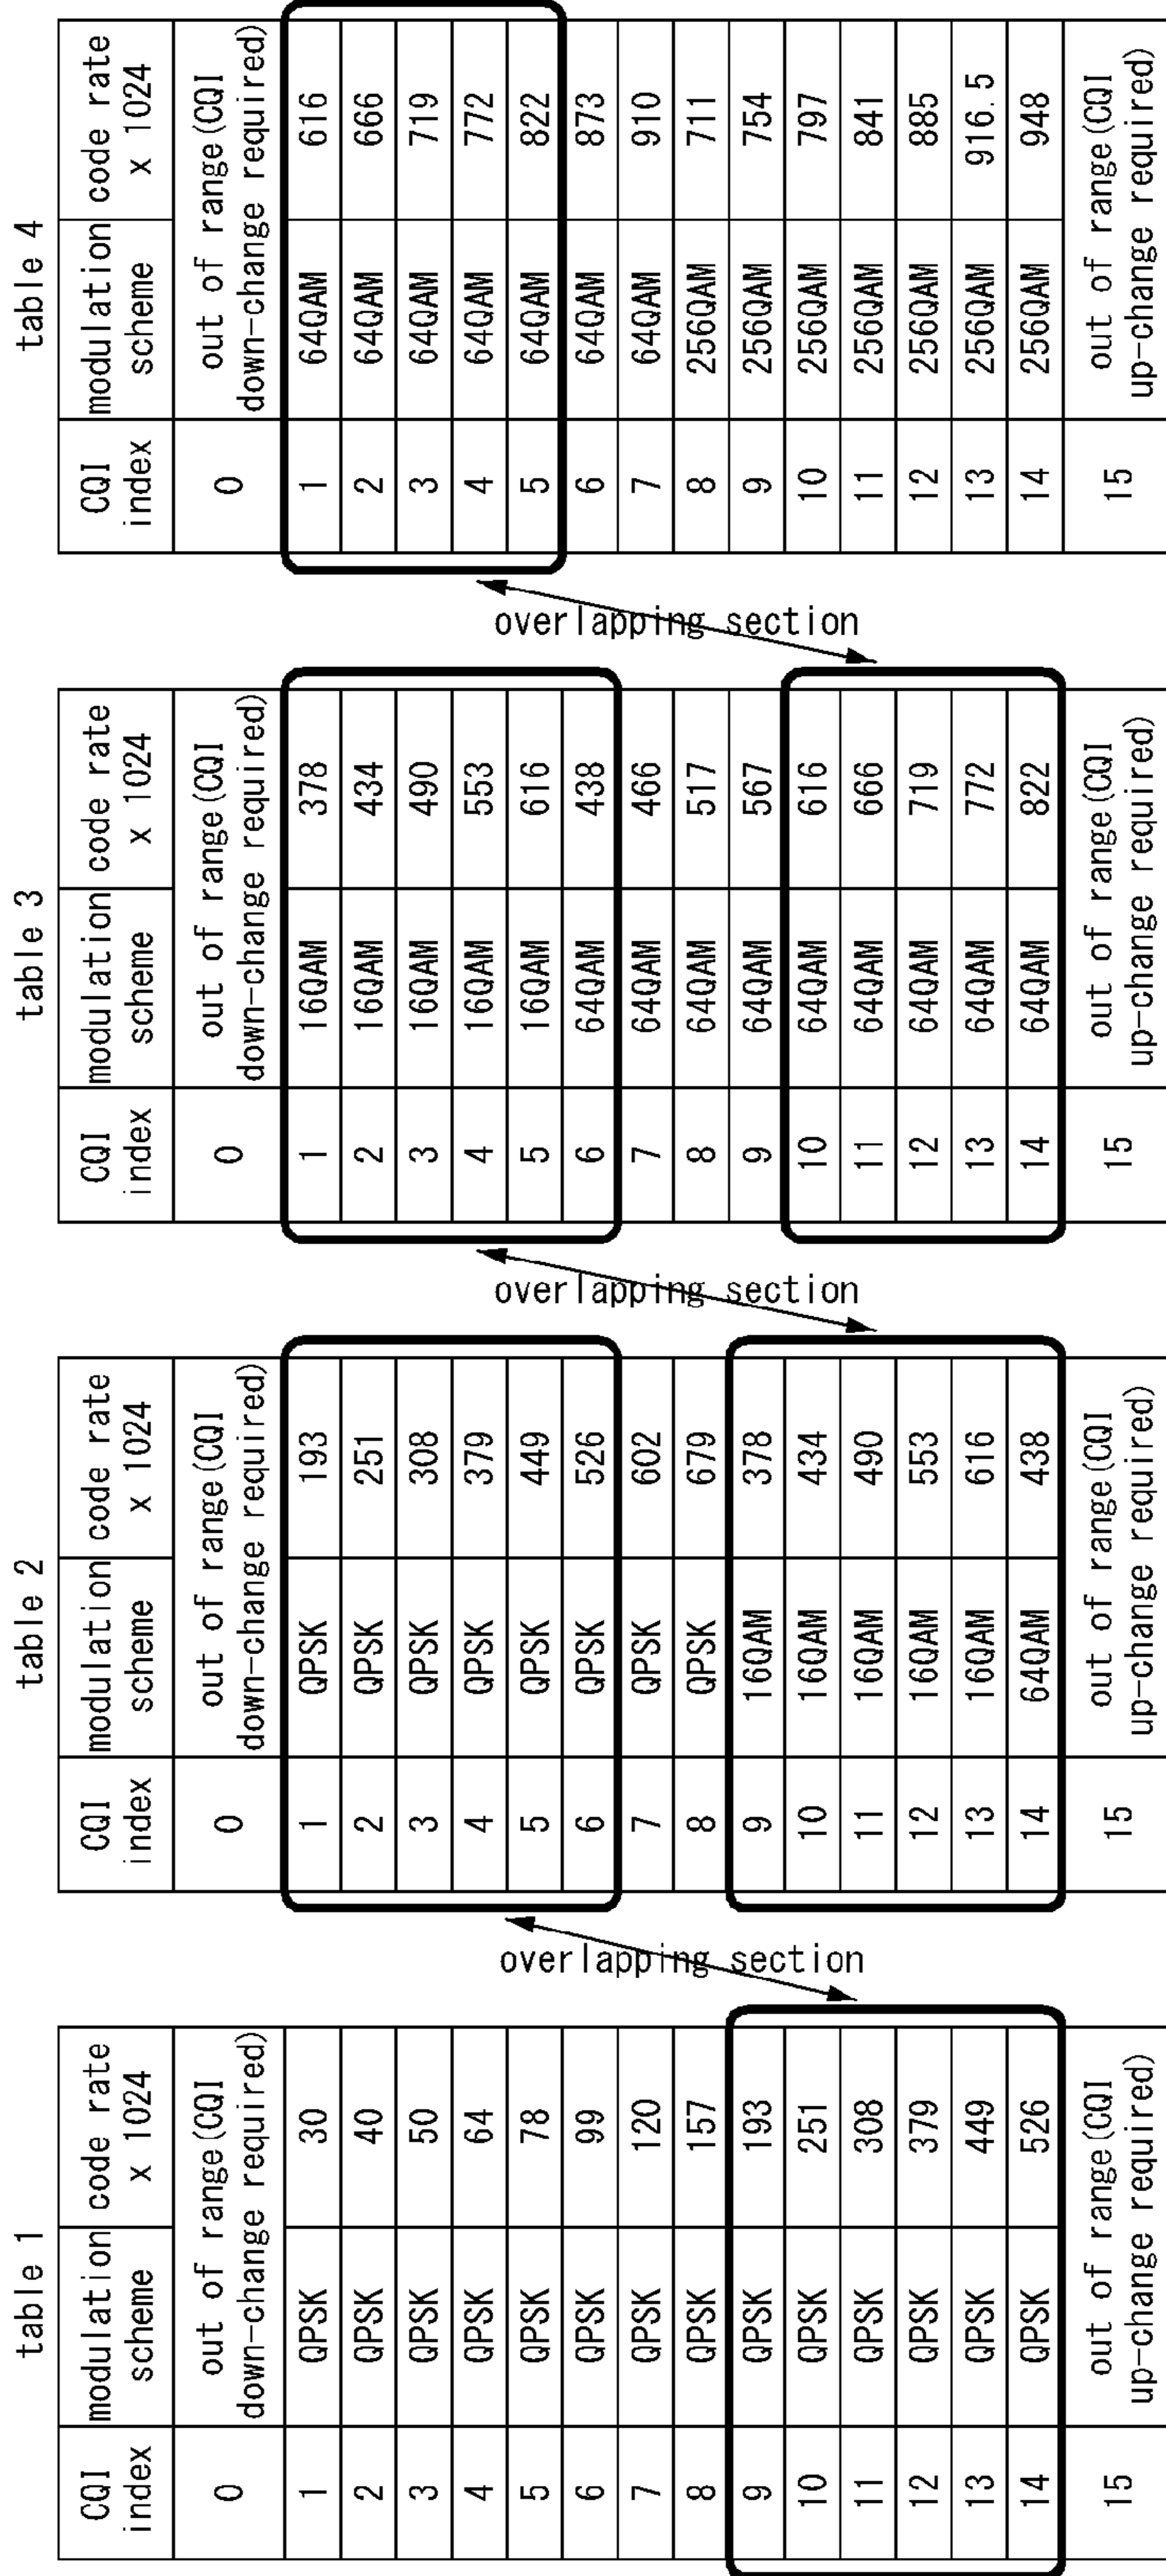 table 1
CQI index | modulation scheme | code rate x 1024
0 | out of range(CQI down-change required)
1 | QPSK | 30
2 | QPSK | 40
3 | QPSK | 50
4 | QPSK | 64
5 | QPSK | 78
6 | QPSK | 99
7 | QPSK | 120
8 | QPSK | 157
9 | QPSK | 193
10 | QPSK | 251
11 | QPSK | 308
12 | QPSK | 379
13 | QPSK | 449
14 | QPSK | 526
15 | out of range(CQI up-change required)
overlapping section
table 2
CQI index | modulation scheme | code rate x 1024
0 | out of range(CQI down-change required)
1 | QPSK | 193
2 | QPSK | 251
3 | QPSK | 308
4 | QPSK | 379
5 | QPSK | 449
6 | QPSK | 526
7 | QPSK | 602
8 | QPSK | 679
9 | 16QAM | 378
10 | 16QAM | 434
11 | 16QAM | 490
12 | 16QAM | 553
13 | 16QAM | 616
14 | 64QAM | 438
15 | out of range(CQI up-change required)
overlapping section
table 3
CQI index | modulation scheme | code rate x 1024
0 | out of range(CQI down-change required)
1 | 16QAM | 378
2 | 16QAM | 434
3 | 16QAM | 490
4 | 16QAM | 553
5 | 16QAM | 616
6 | 64QAM | 438
7 | 64QAM | 466
8 | 64QAM | 517
9 | 64QAM | 567
10 | 64QAM | 616
11 | 64QAM | 666
12 | 64QAM | 719
13 | 64QAM | 772
14 | 64QAM | 822
15 | out of range(CQI up-change required)
overlapping section
table 4
CQI index | modulation scheme | code rate x 1024
0 | out of range(CQI down-change required)
1 | 64QAM | 616
2 | 64QAM | 666
3 | 64QAM | 719
4 | 64QAM | 772
5 | 64QAM | 822
6 | 64QAM | 873
7 | 64QAM | 910
8 | 256QAM | 711
9 | 256QAM | 754
10 | 256QAM | 797
11 | 256QAM | 841
12 | 256QAM | 885
13 | 256QAM | 916.5
14 | 256QAM | 948
15 | out of range(CQI up-change required)